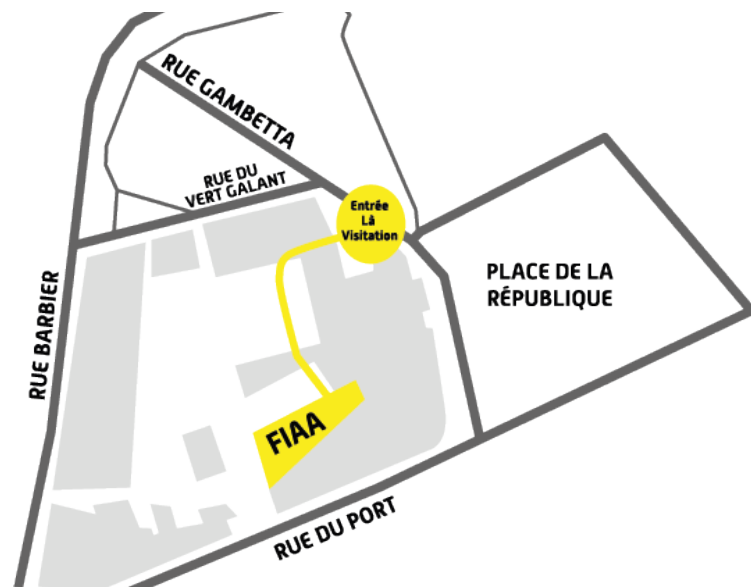 RUE GAMBETTA
RUE DU
VERT GALANT
Entrée
Là
Visitation
PLACE DE LA
RÉPUBLIQUE
RUE BARBIER
FIAA
RUE DU PORT